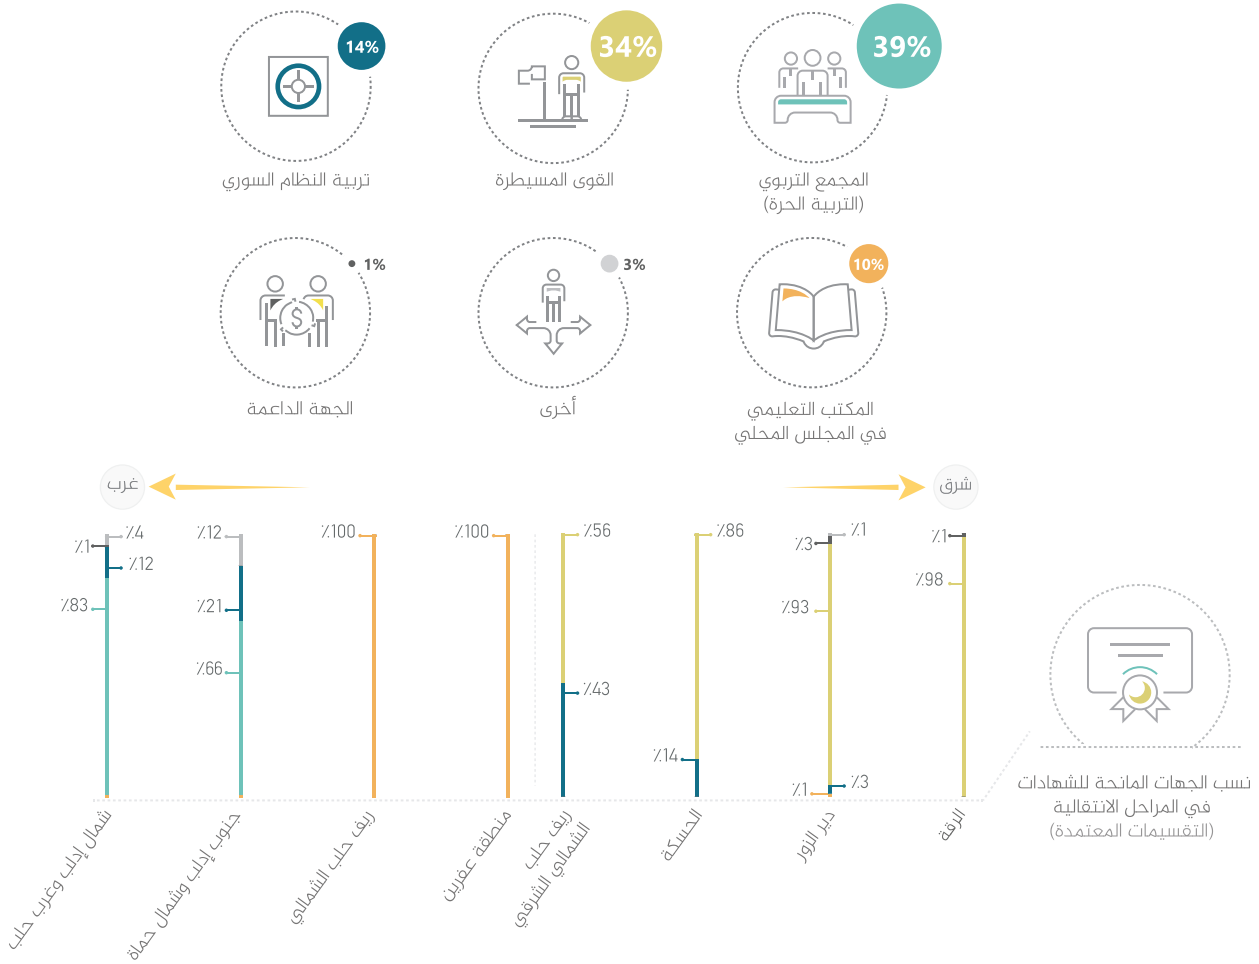 39%
المجمع التربوي
(التربية الحرة)
34%
القوى المسيطرة
14%
تربية النظام السوري
10%
المكتب التعليمي
في المجلس المحلي
3%
أخرى
1%
الجهة الداعمة
شرق
غرب
٪1
٪98
الرقة
٪1
٪3
٪93
٪3
٪1
دير الزور
٪86
٪14
الحسكة
٪56
٪43
ريف حلب
الشمالي الشرقي
٪100
منطقة عفرين
٪100
ريف حلب الشمالي
٪12
٪21
٪66
جنوب إدلب وشمال حماة
٪4
٪1
٪12
٪83
شمال إدلب وغرب حلب
نسب الجهات المانحة للشهادات
في المراحل الانتقالية
(التقسيمات المعتمدة)